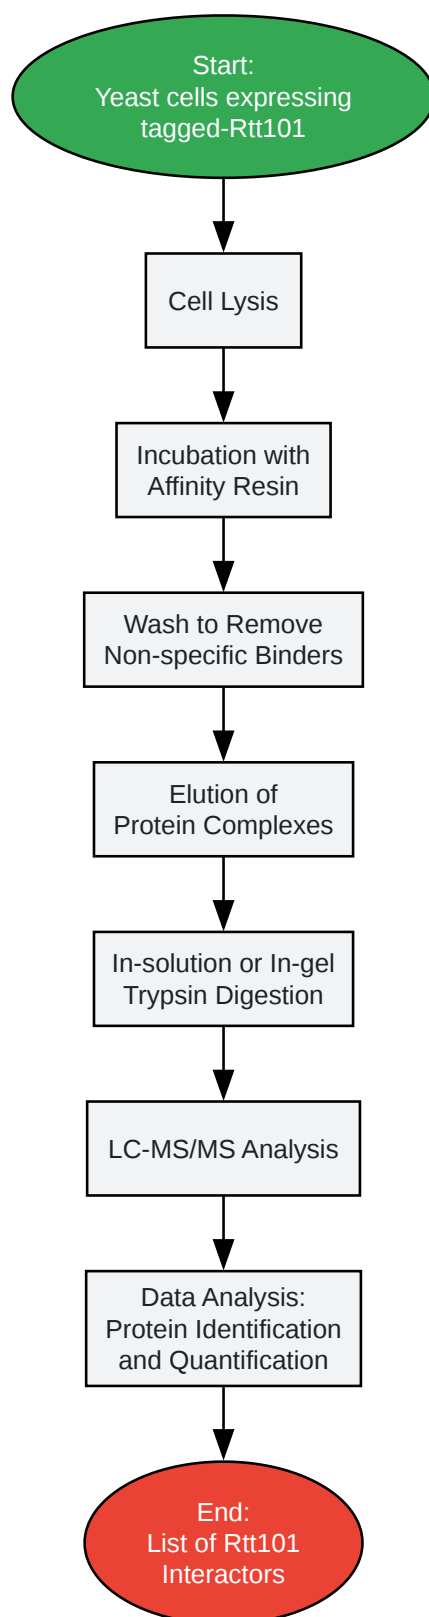 Start:
Yeast cells expressing
tagged-Rtt101
Cell Lysis
Incubation with
Affinity Resin
Wash to Remove
Non-specific Binders
Elution of
Protein Complexes
In-solution or In-gel
Trypsin Digestion
LC-MS/MS Analysis
Data Analysis:
Protein Identification
and Quantification
End:
List of Rtt101
Interactors